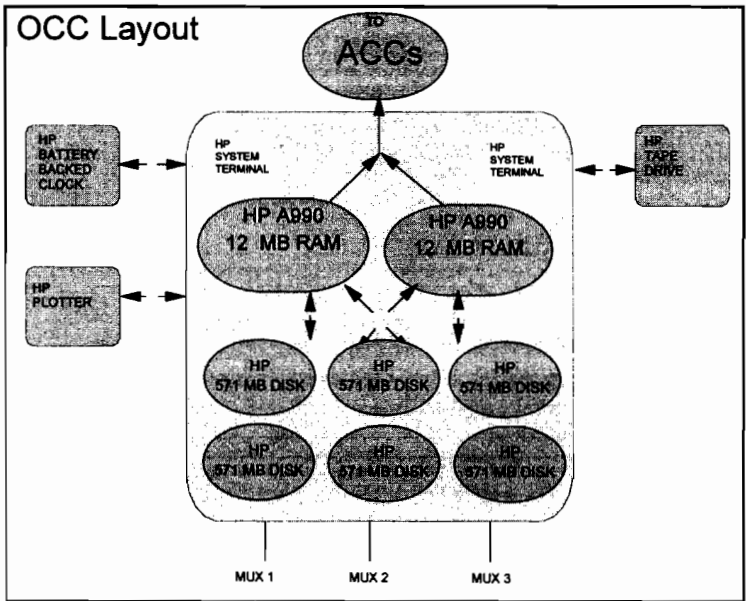 OCC Layout
TO
ACCs
HP
BATTERY
BACKED
CLOCK
HP
SYSTEM
TERMINAL
HP
SYSTEM
TERMINAL
HP
TAPE
DRIVE
HP A990
12 MB RAM
HP A990
12 MB RAM
HP
PLOTTER
HP
571 MB DISK
HP
571 MB DISK
HP
571 MB DISK
HP
571 MB DISK
HP
571 MB DISK
HP
571 MB DISK
MUX 1
MUX 2
MUX 3